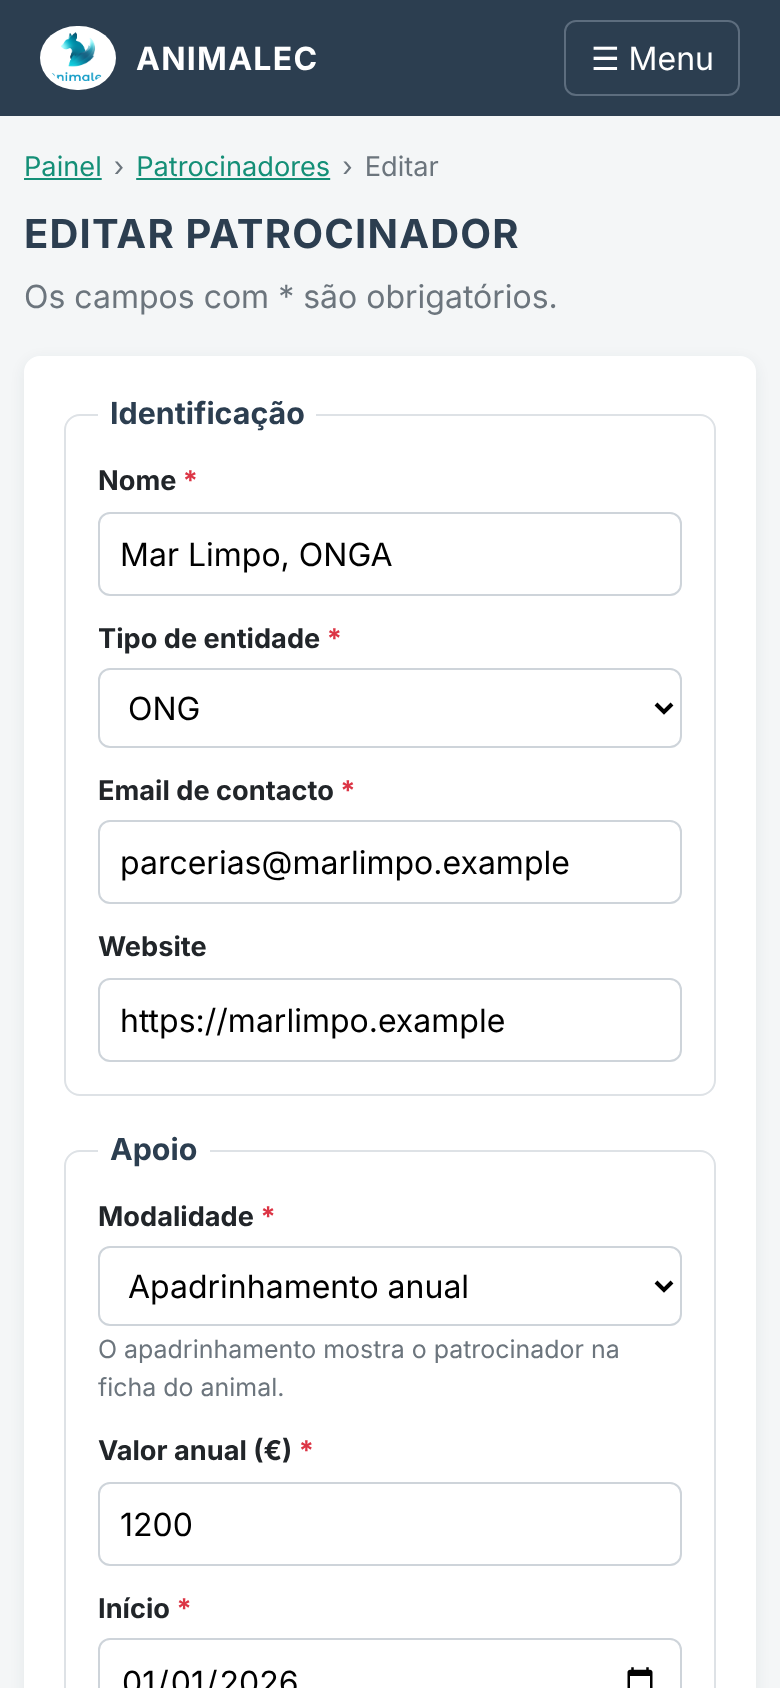 ANIMALEC
☰ Menu
Painel › Patrocinadores › Editar
EDITAR PATROCINADOR
Os campos com * são obrigatórios.
Identificação
Nome *
Mar Limpo, ONGA
Tipo de entidade *
ONG
Email de contacto *
parcerias@marlimpo.example
Website
https://marlimpo.example
Apoio
Modalidade *
Apadrinhamento anual
O apadrinhamento mostra o patrocinador na
ficha do animal.
Valor anual (€) *
1200
Início *
01/01/2026